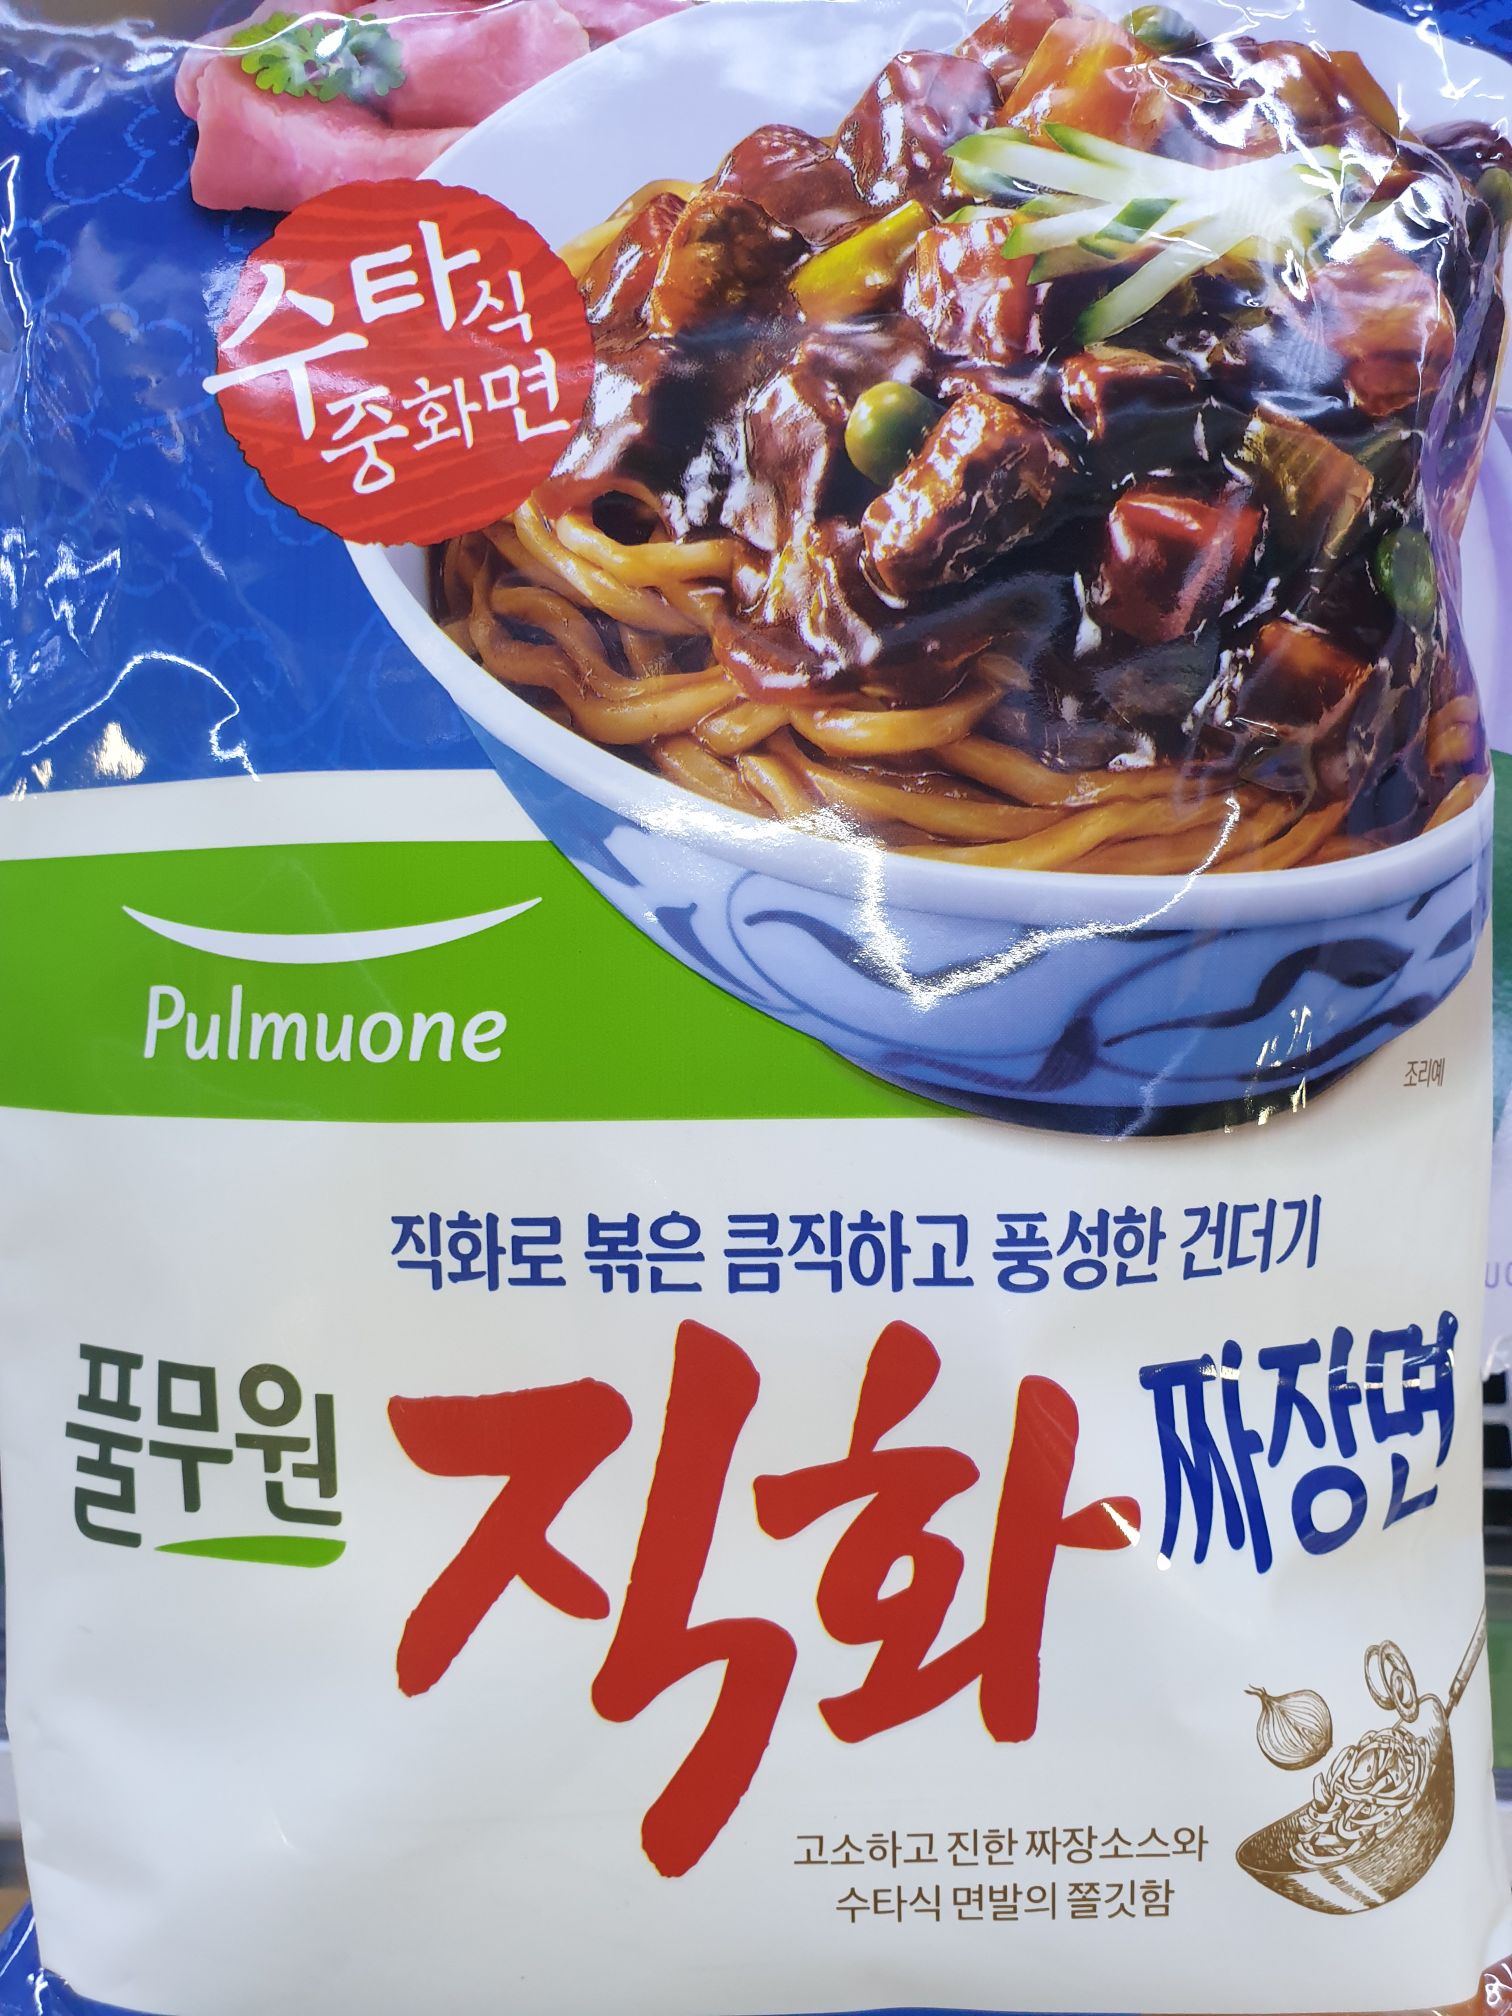 수타식
중화면
Pulmuone
조리예
직화로 볶은 큼직하고 풍성한 건더기
풀무원 직화 짜장면
고소하고 진한 짜장소스와
수타식 면발의 쫄깃함